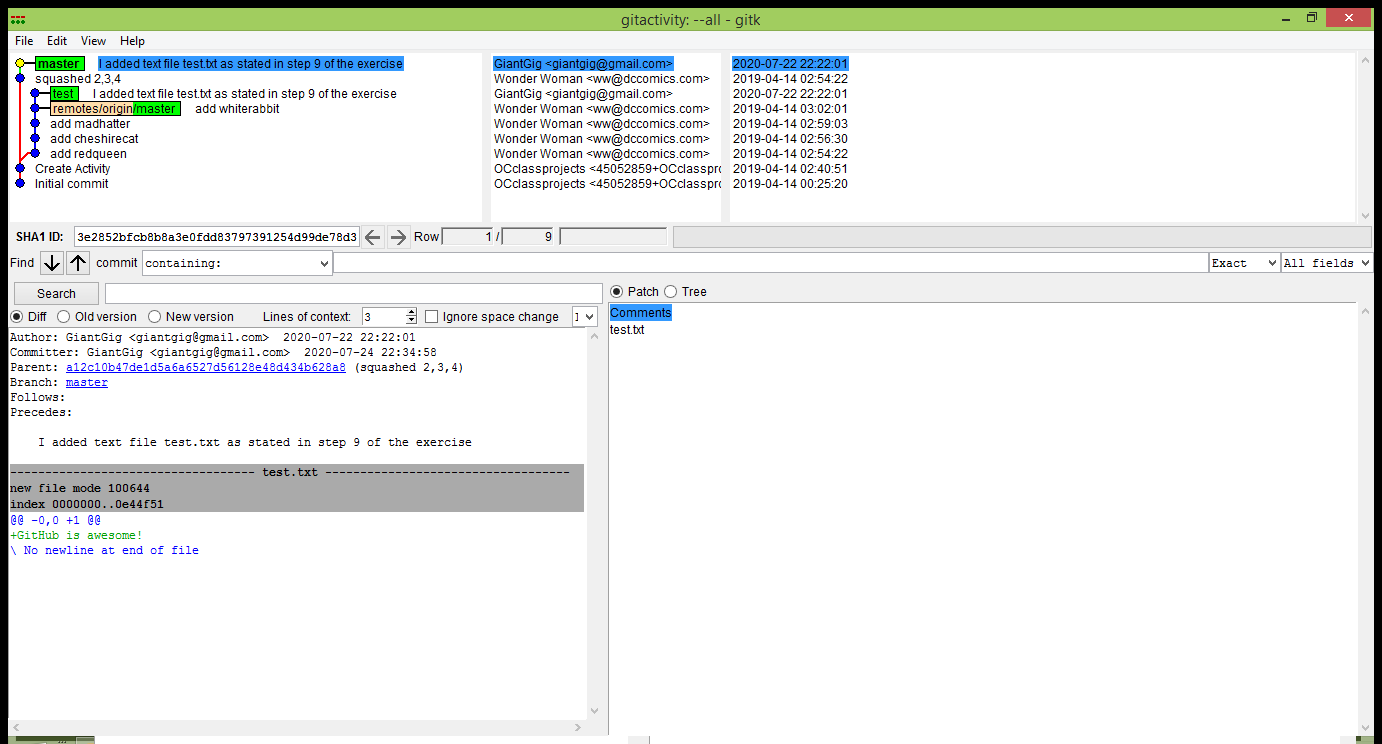 gitactivity: --all - gitk
File Edit View Help
master I added text file test.txt as stated in step 9 of the exercise GiantGig <giantgig@gmail.com> 2020-07-22 22:22:01
squashed 2,3,4 Wonder Woman <ww@dccomics.com> 2019-04-14 02:54:22
test I added text file test.txt as stated in step 9 of the exercise GiantGig <giantgig@gmail.com> 2020-07-22 22:22:01
remotes/origin/master add whiterabbit Wonder Woman <ww@dccomics.com> 2019-04-14 03:02:01
add madhatter Wonder Woman <ww@dccomics.com> 2019-04-14 02:59:03
add cheshirecat Wonder Woman <ww@dccomics.com> 2019-04-14 02:56:30
add redqueen Wonder Woman <ww@dccomics.com> 2019-04-14 02:54:22
Create Activity OCclassprojects <45052859+OCclasspro 2019-04-14 02:40:51
Initial commit OCclassprojects <45052859+OCclasspro 2019-04-14 00:25:20
SHA1 ID: 3e2852bfcb8b8a3e0fdd83797391254d99de78d3 Row 1 / 9
Find commit containing: Exact All fields
Search Patch Tree
Diff Old version New version Lines of context: 3 Ignore space change
Comments
test.txt
Author: GiantGig <giantgig@gmail.com> 2020-07-22 22:22:01
Committer: GiantGig <giantgig@gmail.com> 2020-07-24 22:34:58
Parent: a12c10b47de1d5a6a6527d56128e48d434b628a8 (squashed 2,3,4)
Branch: master
Follows:
Precedes:
I added text file test.txt as stated in step 9 of the exercise
----------------------------------- test.txt -----------------------------------
new file mode 100644
index 0000000..0e44f51
@@ -0,0 +1 @@
+GitHub is awesome!
\ No newline at end of file